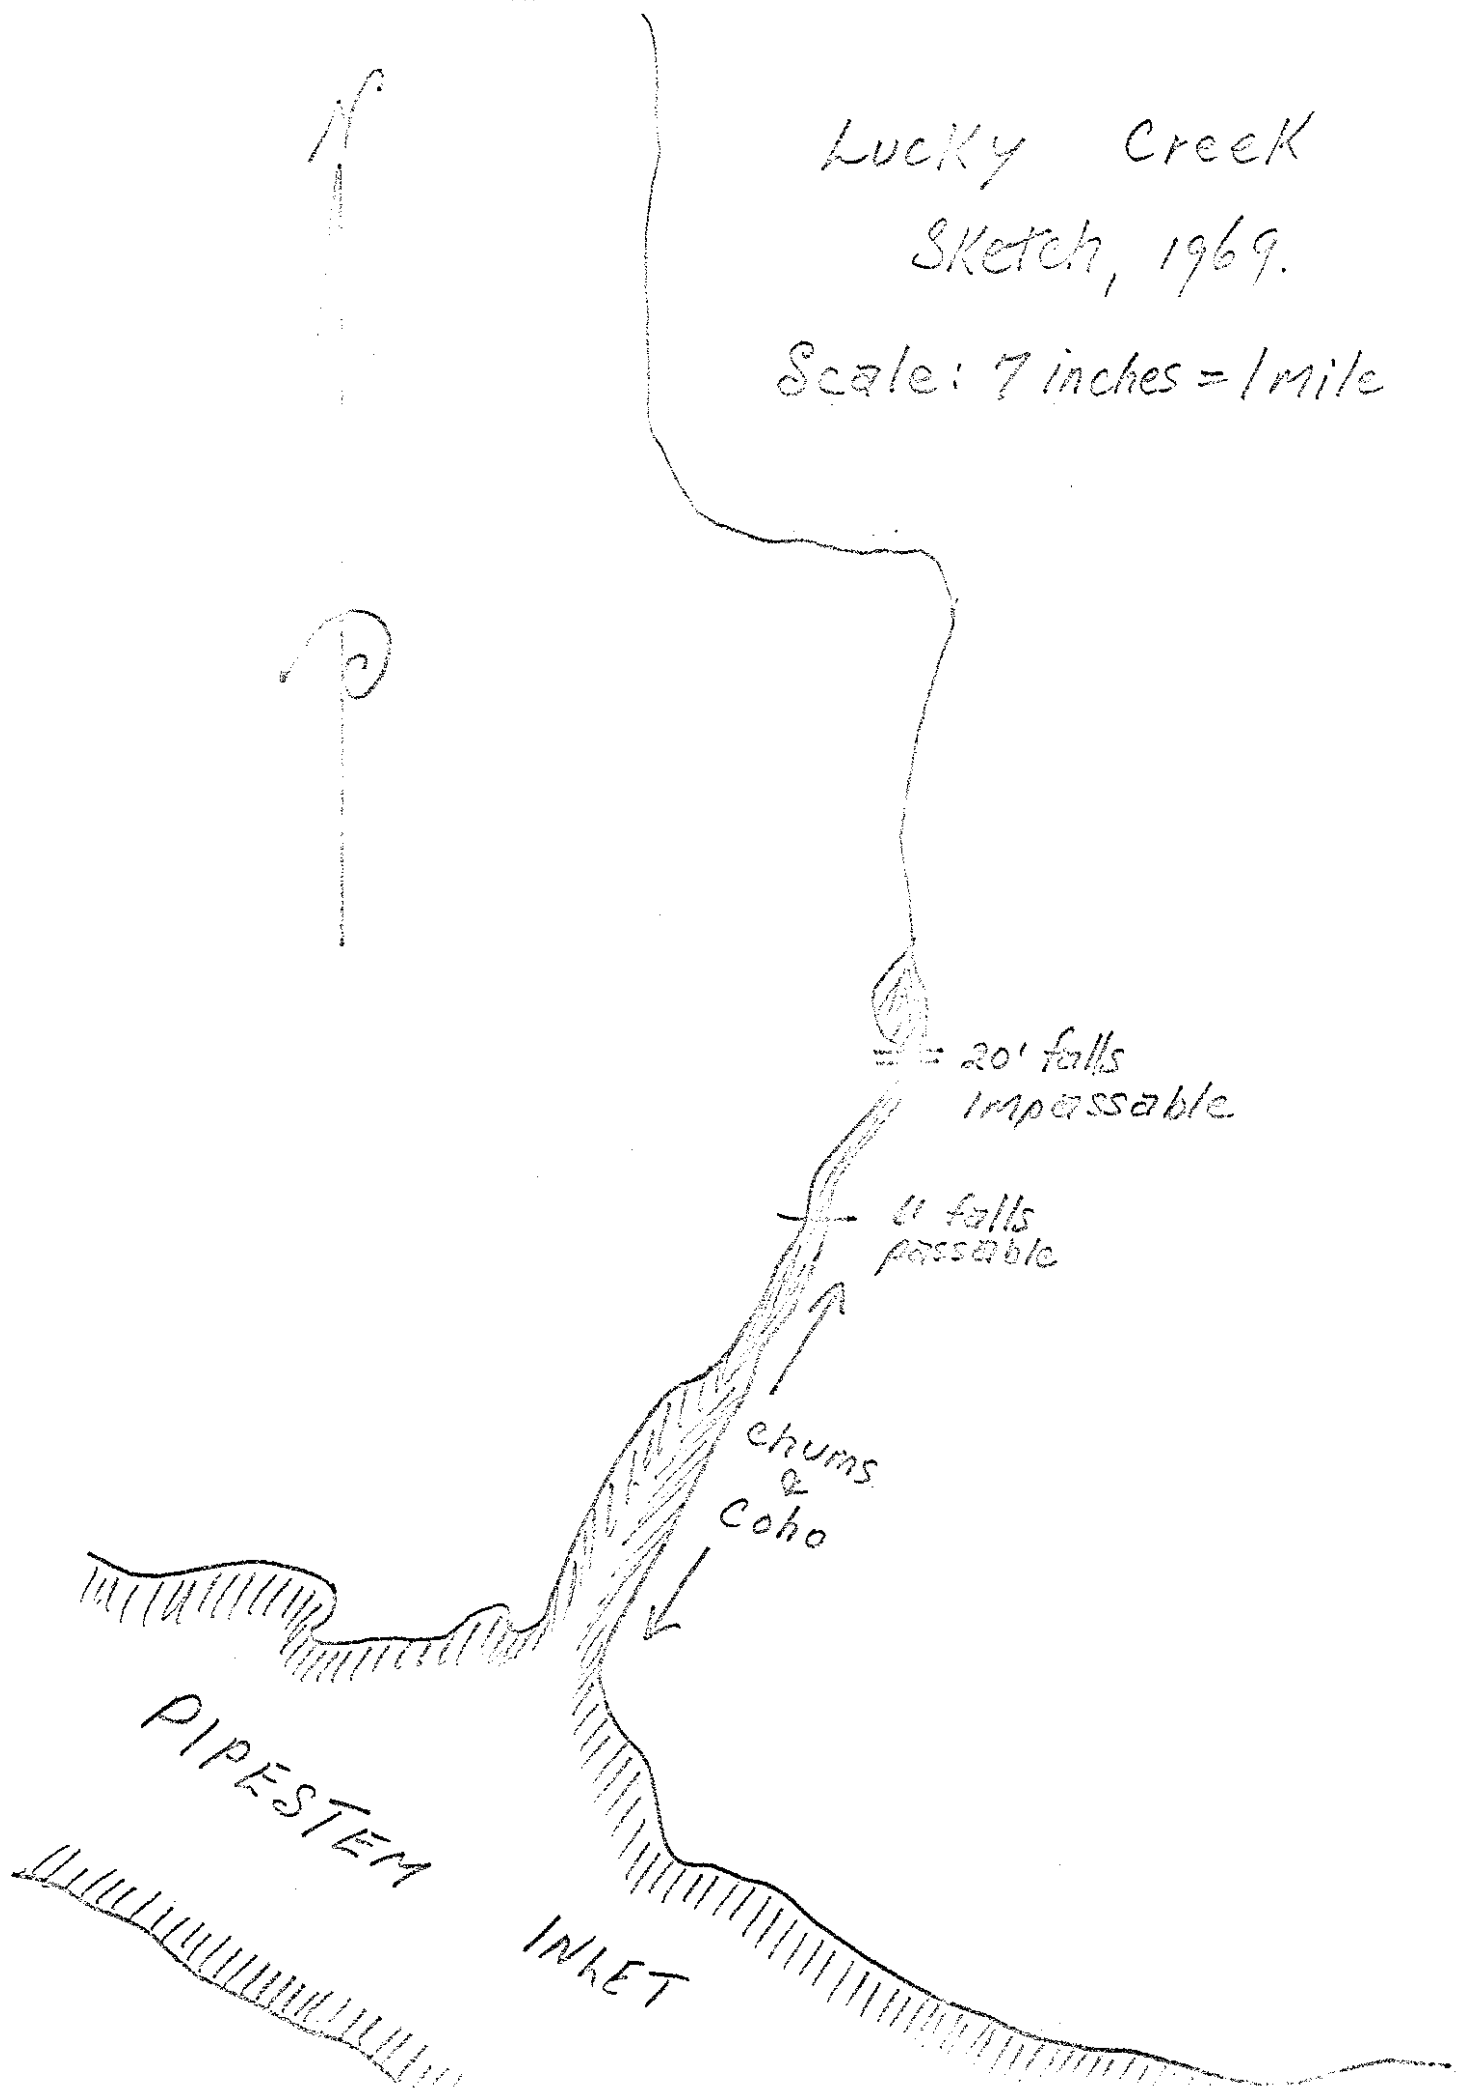 N
Lucky Creek
Sketch, 1969.
Scale: 7 inches = 1 Mile
20' falls
Impassable
falls
passable
chums
&
Coho
PIPESTEM
INLET